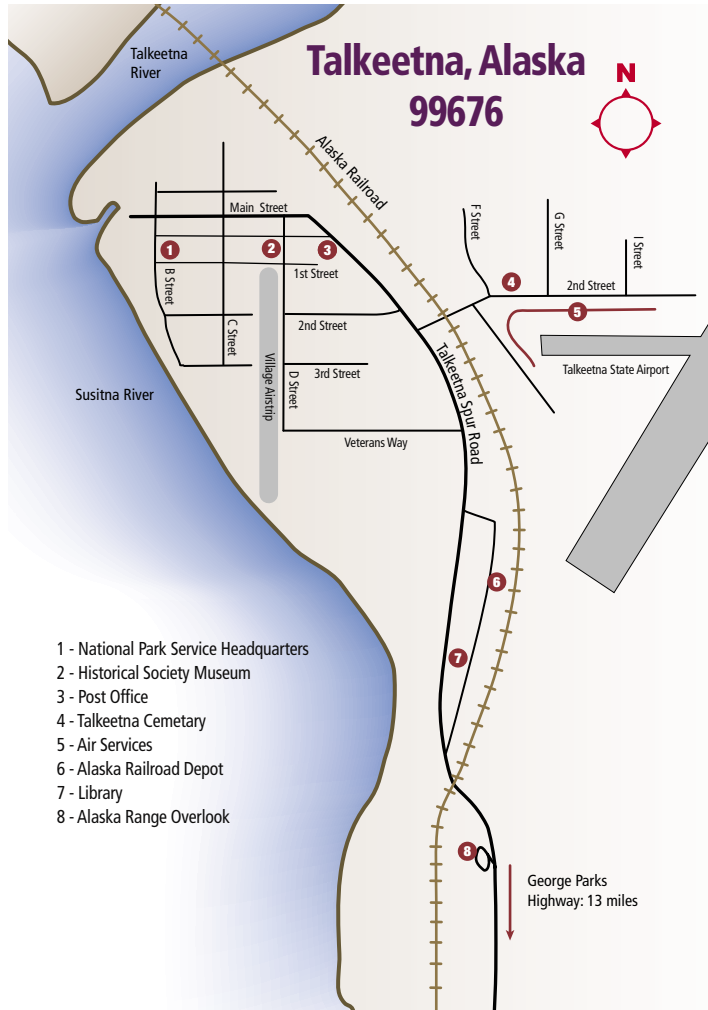 Talkeetna, Alaska
99676
N
Talkeetna
River
Alaska Railroad
Main Street
F Street
G Street
I Street
1
2
3
4
2nd Street
B Street
1st Street
5
C Street
2nd Street
Village Airstrip
D Street
3rd Street
Talkeetna Spur Road
Talkeetna State Airport
Susitna River
Veterans Way
6
7
1 - National Park Service Headquarters
2 - Historical Society Museum
3 - Post Office
4 - Talkeetna Cemetary
5 - Air Services
6 - Alaska Railroad Depot
7 - Library
8 - Alaska Range Overlook
8
George Parks
Highway: 13 miles